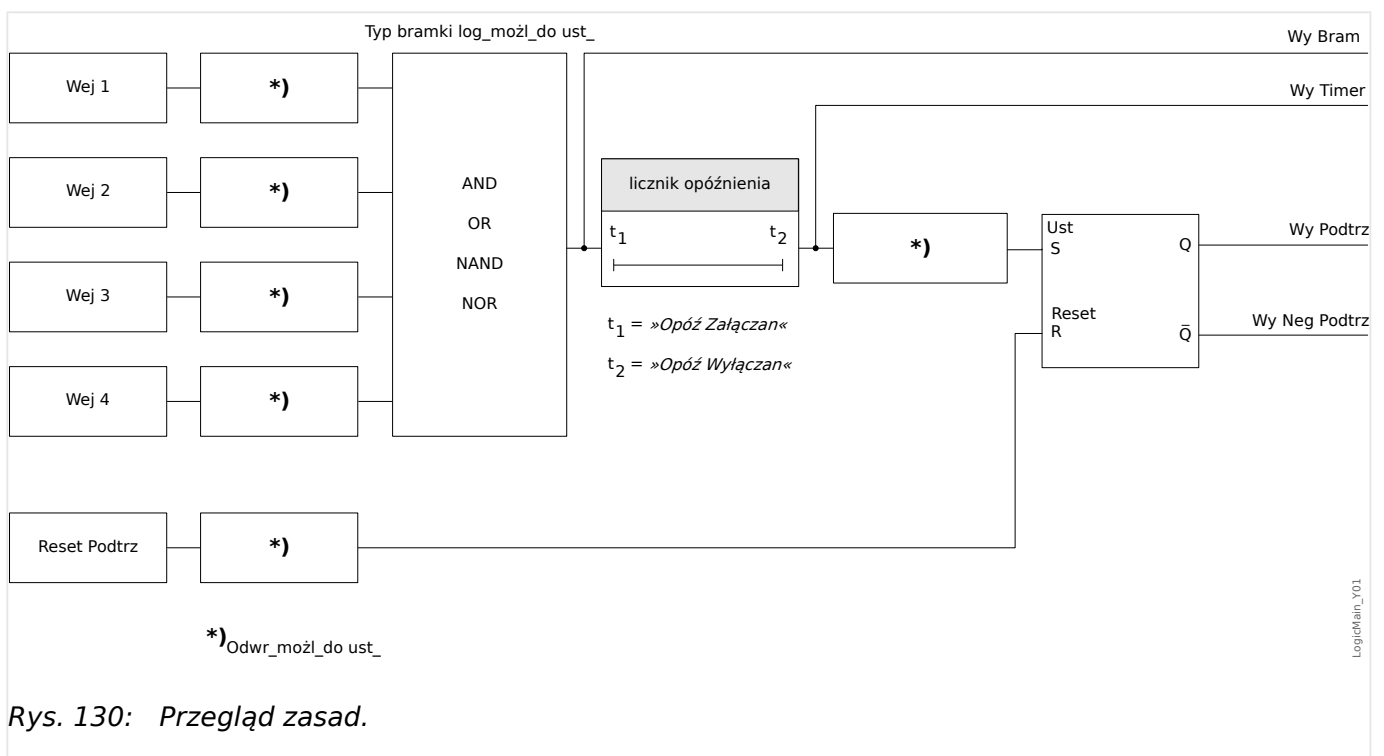 Typ bramki log_możl_do ust_
Wy Bram
Wej 1
*)
Wy Timer
Wej 2
*)
AND
OR
NAND
NOR
licznik opóźnienia
t1
t2
*)
Ust
S
Q
Wy Podtrz
Reset
R
Q̅
Wy Neg Podtrz
Wej 3
*)
t1 = »Opóź Załączan«
t2 = »Opóź Wyłączan«
Wej 4
*)
Reset Podtrz
*)
*)Odwr_możl_do ust_
LogicMain_Y01
Rys. 130: Przegląd zasad.